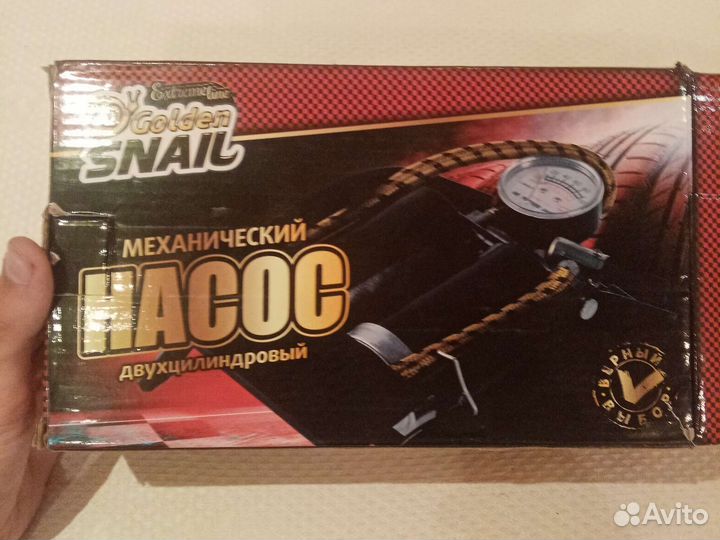 Extreme line
Golden
SNAIL
МЕХАНИЧЕСКИЙ
НАСОС
двухцилиндровый
ВЕРНЫЙ
ВЫБОР
Avito